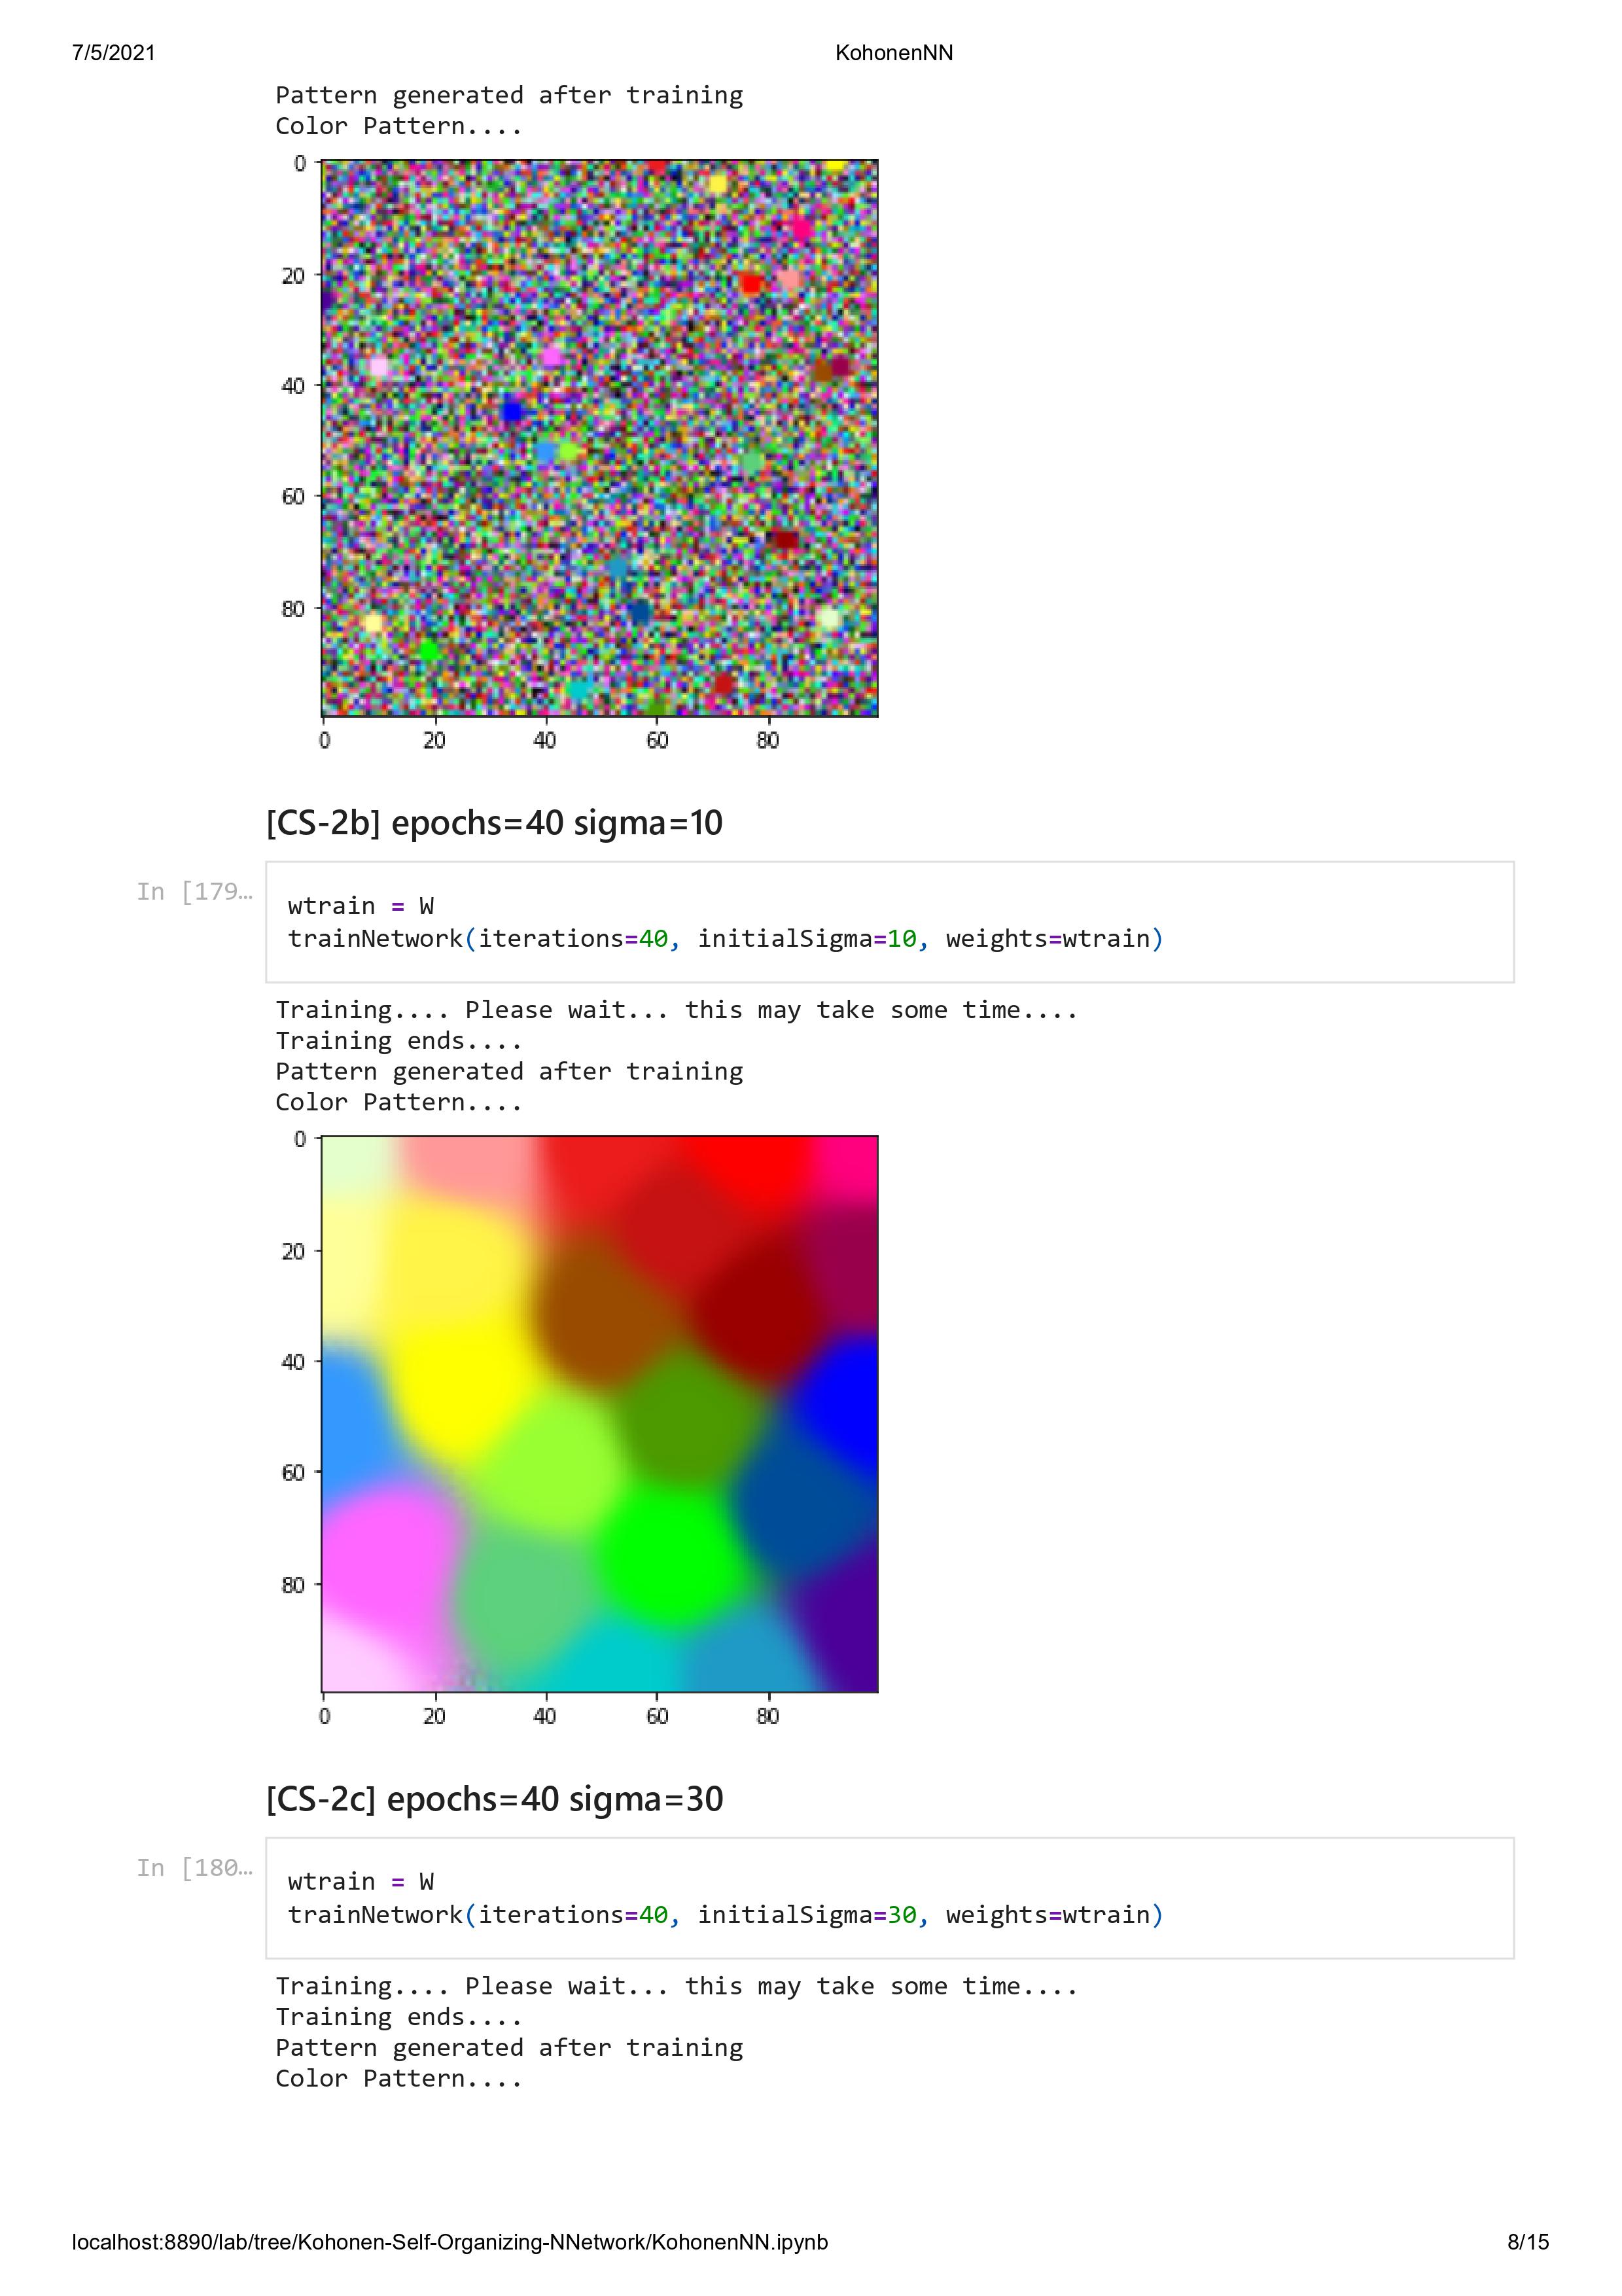 7/5/2021 KohonenNN
Pattern generated after training
Color Pattern....
0
20
40
60
80
0 20 40 60 80
[CS-2b] epochs=40 sigma=10
In [179…
wtrain = W
trainNetwork(iterations=40, initialSigma=10, weights=wtrain)
Training.... Please wait... this may take some time....
Training ends....
Pattern generated after training
Color Pattern....
0
20
40
60
80
0 20 40 60 80
[CS-2c] epochs=40 sigma=30
In [180…
wtrain = W
trainNetwork(iterations=40, initialSigma=30, weights=wtrain)
Training.... Please wait... this may take some time....
Training ends....
Pattern generated after training
Color Pattern....
localhost:8890/lab/tree/Kohonen-Self-Organizing-NNetwork/KohonenNN.ipynb 8/15